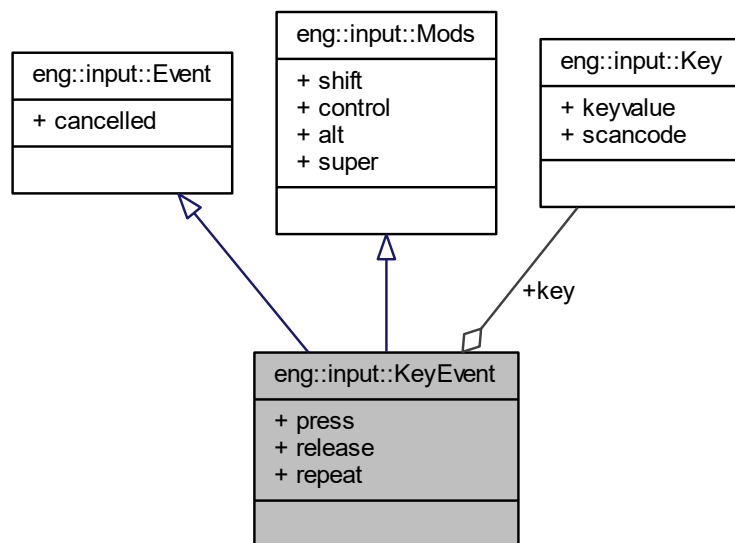 eng::input::Event
+ cancelled
eng::input::Mods
+ shift
+ control
+ alt
+ super
eng::input::Key
+ keyvalue
+ scancode
+key
eng::input::KeyEvent
+ press
+ release
+ repeat